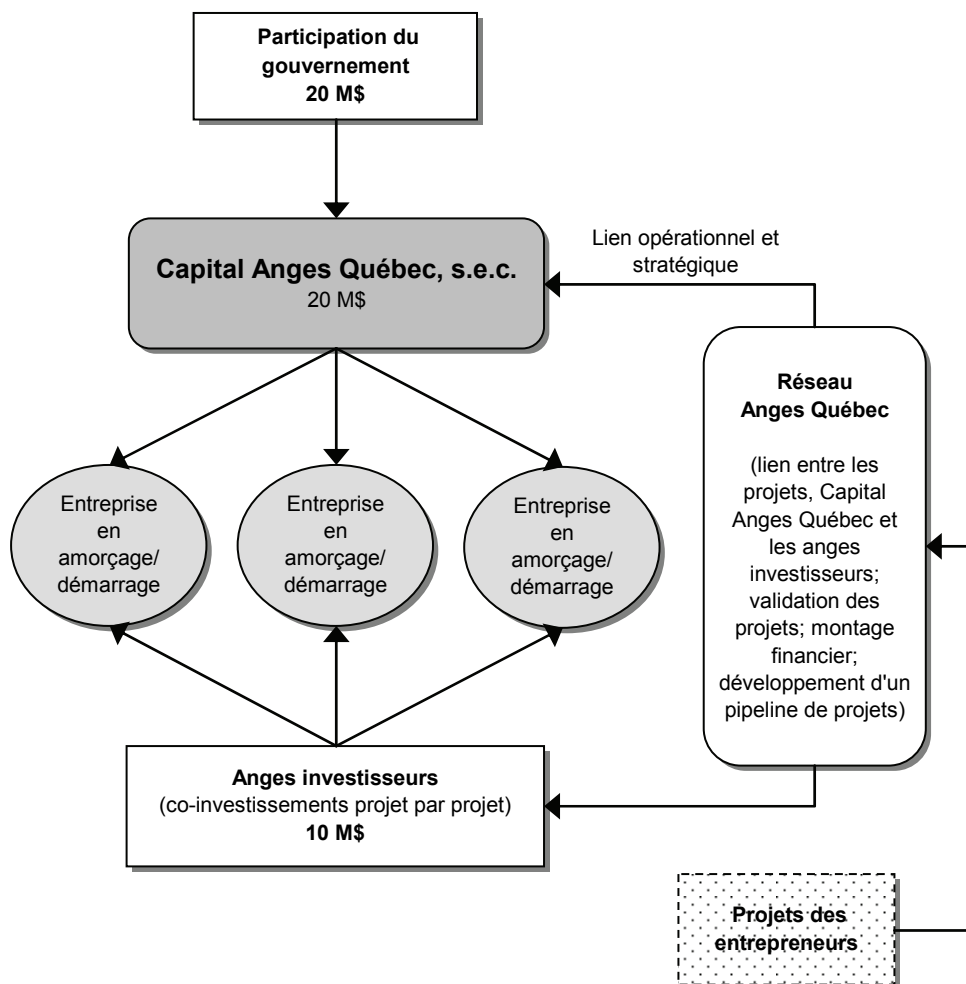 Participation du
gouvernement
20 M$
Capital Anges Québec, s.e.c.
20 M$
Lien opérationnel et
stratégique
Réseau
Anges Québec
(lien entre les
projets, Capital
Anges Québec et
les anges
investisseurs;
validation des
projets; montage
financier;
développement d'un
pipeline de projets)
Entreprise
en
amorçage/
démarrage
Entreprise
en
amorçage/
démarrage
Entreprise
en
amorçage/
démarrage
Anges investisseurs
(co-investissements projet par projet)
10 M$
Projets des
entrepreneurs